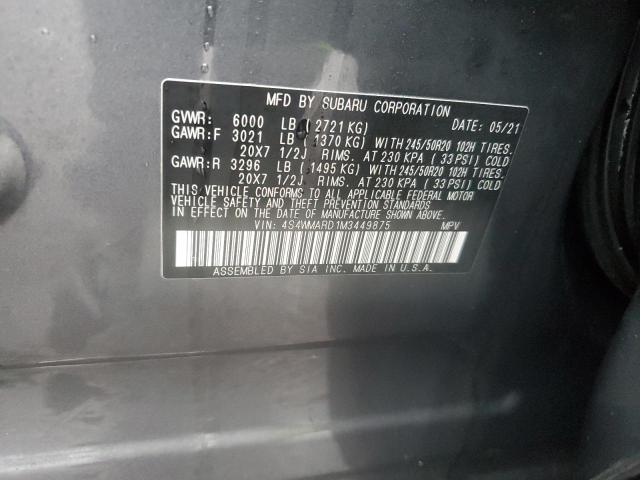 MFD BY SUBARU CORPORATION
GVWR: 6000 LB ( 2721 KG) DATE: 05/21
GAWR:F 3021 LB ( 1370 KG) WITH 245/50R20 102H TIRES.
20X7 1/2J RIMS. AT 230 KPA ( 33 PSI) COLD
GAWR:R 3296 LB ( 1495 KG) WITH 245/50R20 102H TIRES.
20X7 1/2J RIMS. AT 230 KPA ( 33 PSI) COLD
THIS VEHICLE CONFORMS TO ALL APPLICABLE FEDERAL MOTOR
VEHICLE SAFETY AND THEFT PREVENTION STANDARDS
IN EFFECT ON THE DATE OF MANUFACTURE SHOWN ABOVE.
VIN: 4S4WMARD1M3449875 MPV
ASSEMBLED BY SIA INC. MADE IN U.S.A.